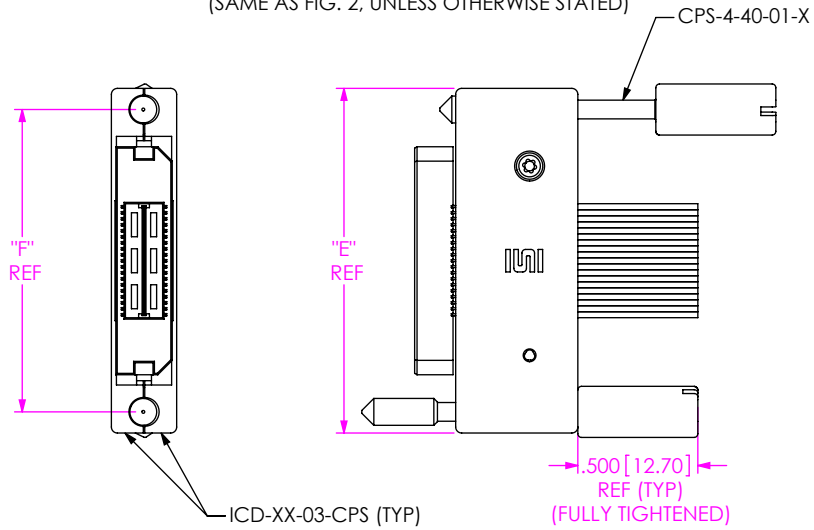 (SAME AS FIG. 2, UNLESS OTHERWISE STATED)
CPS-4-40-01-X
"F"
REF
"E"
REF
.500 [12.70]
REF (TYP)
(FULLY TIGHTENED)
ICD-XX-03-CPS (TYP)